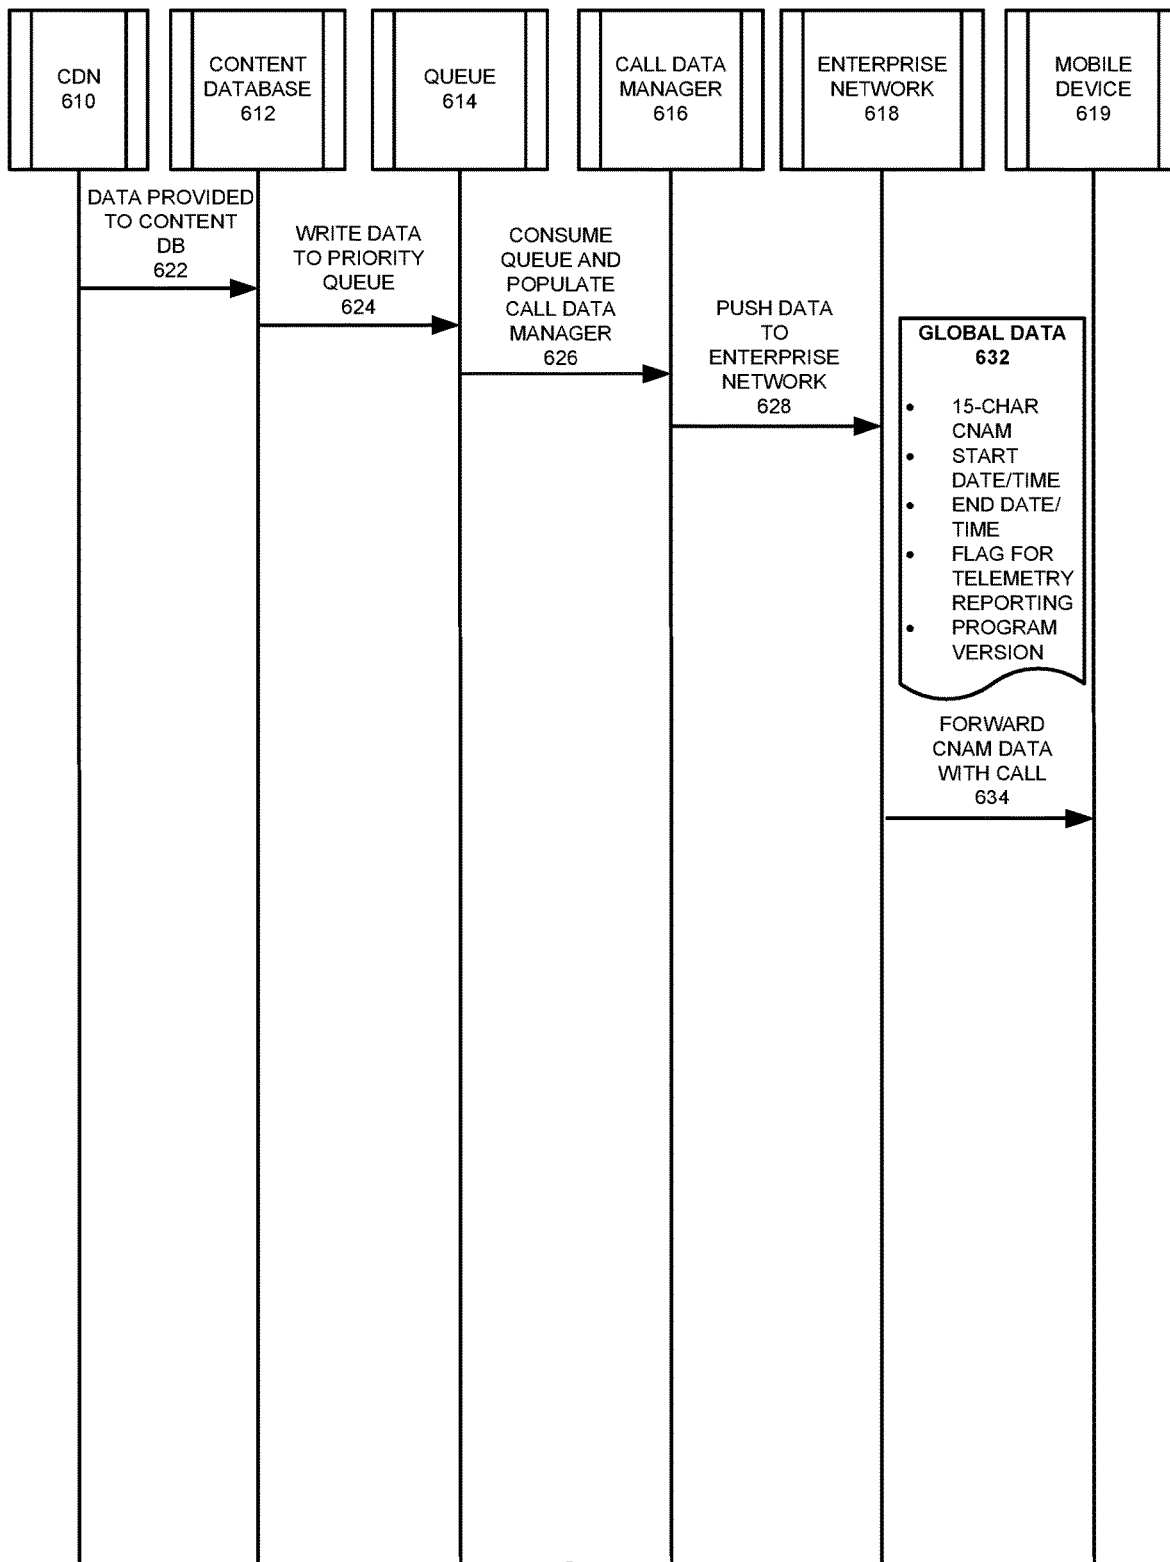 CDN
610
CONTENT
DATABASE
612
QUEUE
614
CALL DATA
MANAGER
616
ENTERPRISE
NETWORK
618
MOBILE
DEVICE
619
DATA PROVIDED
TO CONTENT
DB
622
WRITE DATA
TO PRIORITY
QUEUE
624
CONSUME
QUEUE AND
POPULATE
CALL DATA
MANAGER
626
PUSH DATA
TO
ENTERPRISE
NETWORK
628
GLOBAL DATA
632
• 15-CHAR
CNAM
• START
DATE/TIME
• END DATE/
TIME
• FLAG FOR
TELEMETRY
REPORTING
• PROGRAM
VERSION
FORWARD
CNAM DATA
WITH CALL
634